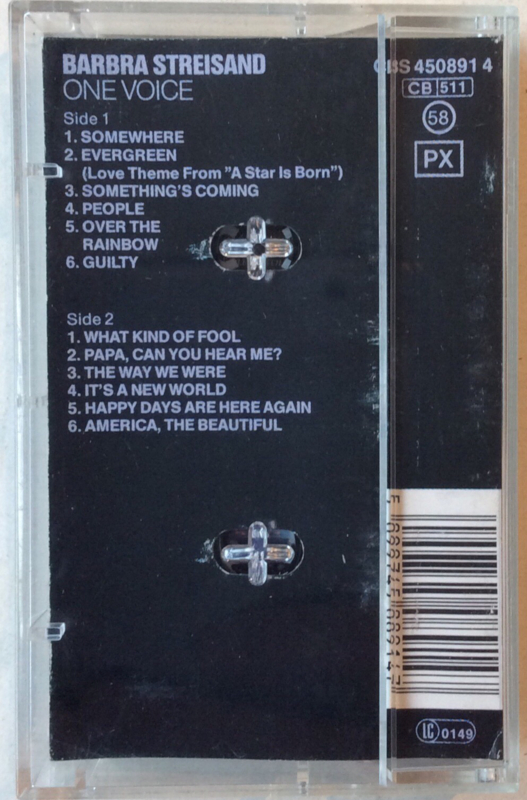 BARBRA STREISAND
ONE VOICE
Side 1
1. SOMEWHERE
2. EVERGREEN
(Love Theme From "A Star Is Born")
3. SOMETHING'S COMING
4. PEOPLE
5. OVER THE
RAINBOW
6. GUILTY
Side 2
1. WHAT KIND OF FOOL
2. PAPA, CAN YOU HEAR ME?
3. THE WAY WE WERE
4. IT'S A NEW WORLD
5. HAPPY DAYS ARE HERE AGAIN
6. AMERICA, THE BEAUTIFUL
CBS 450891 4
CB 511
58
PX
LC 0149